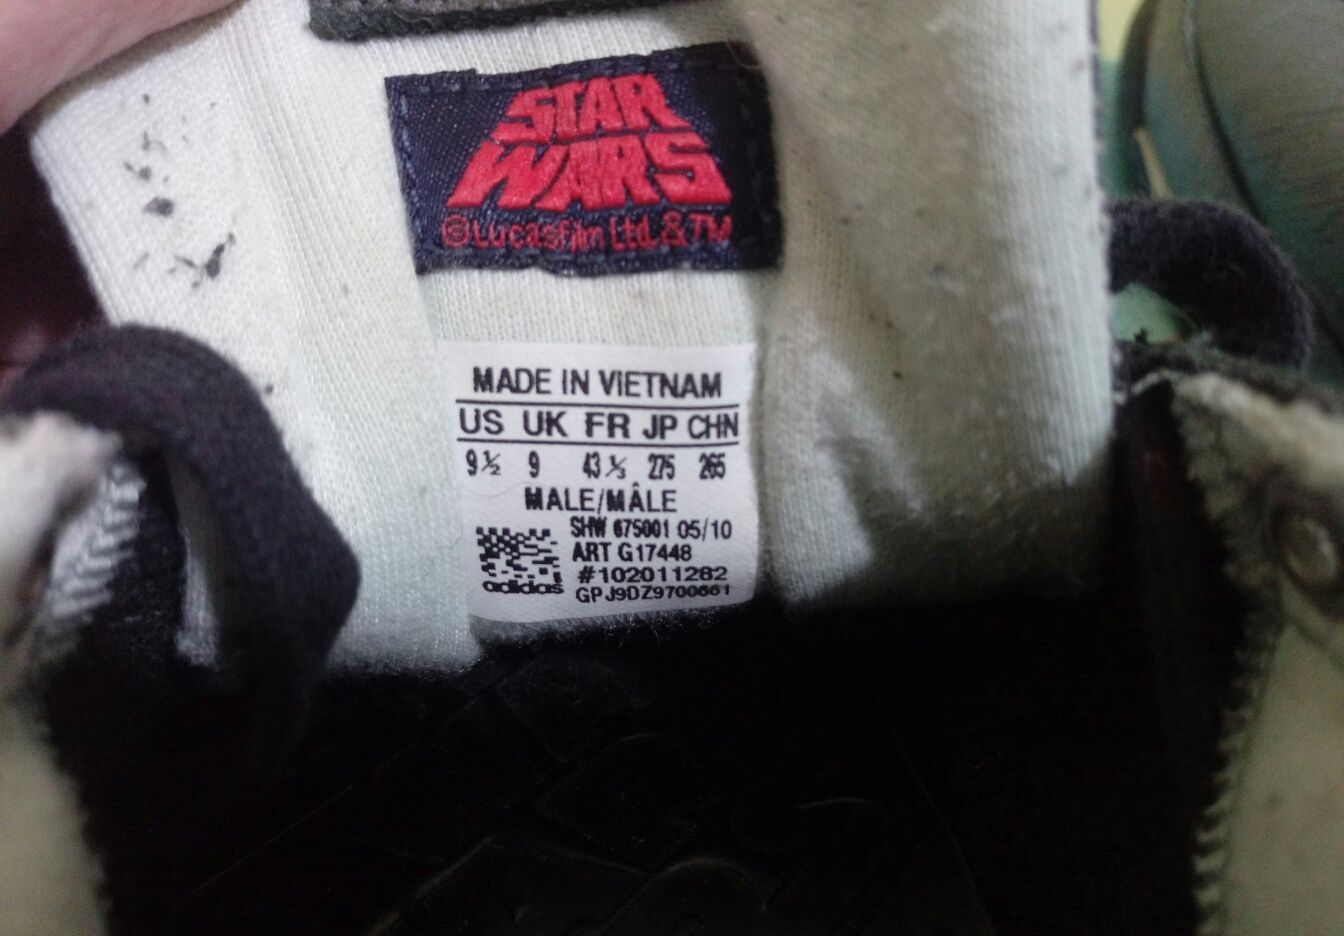 STAR
WARS
©Lucasfilm Ltd. & TM
MADE IN VIETNAM
US UK FR JP CHN
9½ 9 43⅓ 275 265
MALE/MÂLE
SHW 675001 05/10
ART G17448
#102011282
adidas GPJ9DZ9700661